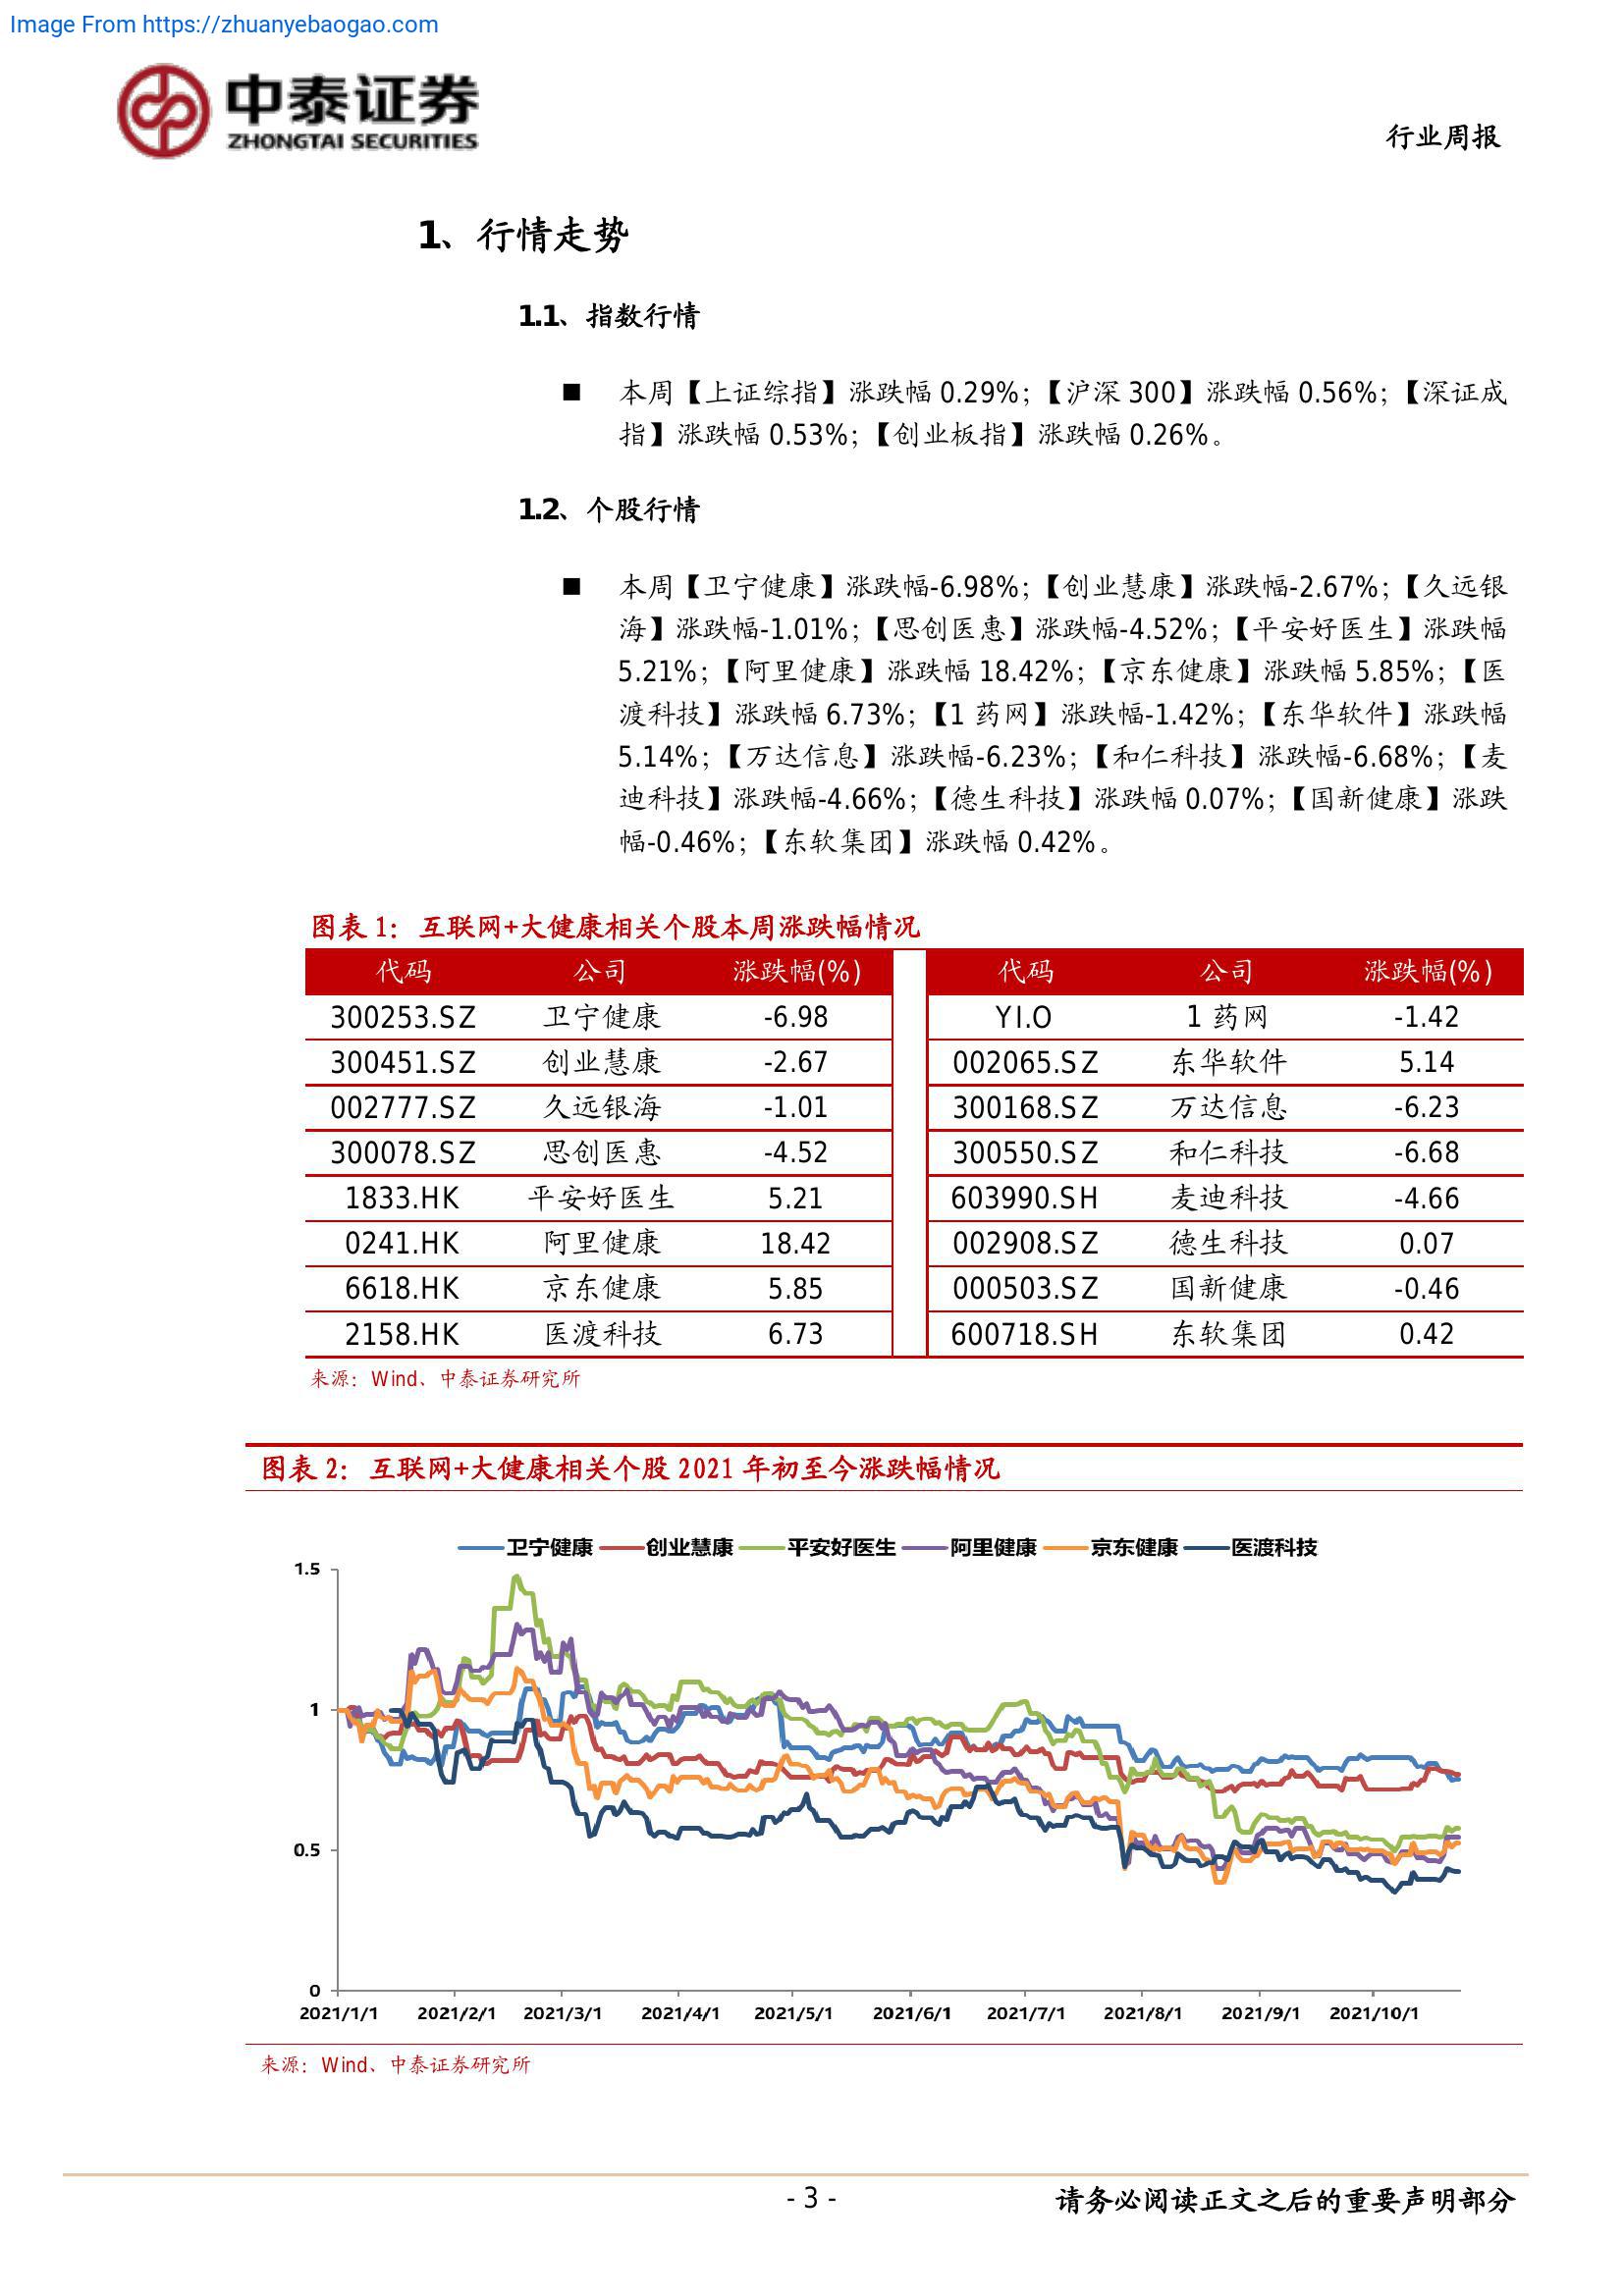 Image From https://zhuanyebaogao.com
中泰证券
ZHONGTAI SECURITIES
行业周报
1、行情走势
1.1、指数行情
■ 本周【上证综指】涨跌幅 0.29%；【沪深 300】涨跌幅 0.56%；【深证成
指】涨跌幅 0.53%；【创业板指】涨跌幅 0.26%。
1.2、个股行情
■ 本周【卫宁健康】涨跌幅-6.98%；【创业慧康】涨跌幅-2.67%；【久远银
海】涨跌幅-1.01%；【思创医惠】涨跌幅-4.52%；【平安好医生】涨跌幅
5.21%；【阿里健康】涨跌幅 18.42%；【京东健康】涨跌幅 5.85%；【医
渡科技】涨跌幅 6.73%；【1 药网】涨跌幅-1.42%；【东华软件】涨跌幅
5.14%；【万达信息】涨跌幅-6.23%；【和仁科技】涨跌幅-6.68%；【麦
迪科技】涨跌幅-4.66%；【德生科技】涨跌幅 0.07%；【国新健康】涨跌
幅-0.46%；【东软集团】涨跌幅 0.42%。
图表 1：互联网+大健康相关个股本周涨跌幅情况
代码 公司 涨跌幅(%) 代码 公司 涨跌幅(%)
300253.SZ 卫宁健康 -6.98 YI.O 1 药网 -1.42
300451.SZ 创业慧康 -2.67 002065.SZ 东华软件 5.14
002777.SZ 久远银海 -1.01 300168.SZ 万达信息 -6.23
300078.SZ 思创医惠 -4.52 300550.SZ 和仁科技 -6.68
1833.HK 平安好医生 5.21 603990.SH 麦迪科技 -4.66
0241.HK 阿里健康 18.42 002908.SZ 德生科技 0.07
6618.HK 京东健康 5.85 000503.SZ 国新健康 -0.46
2158.HK 医渡科技 6.73 600718.SH 东软集团 0.42
来源：Wind、中泰证券研究所
图表 2：互联网+大健康相关个股 2021 年初至今涨跌幅情况
卫宁健康 创业慧康 平安好医生 阿里健康 京东健康 医渡科技
1.5
1
0.5
0
2021/1/1 2021/2/1 2021/3/1 2021/4/1 2021/5/1 2021/6/1 2021/7/1 2021/8/1 2021/9/1 2021/10/1
来源：Wind、中泰证券研究所
- 3 -
请务必阅读正文之后的重要声明部分